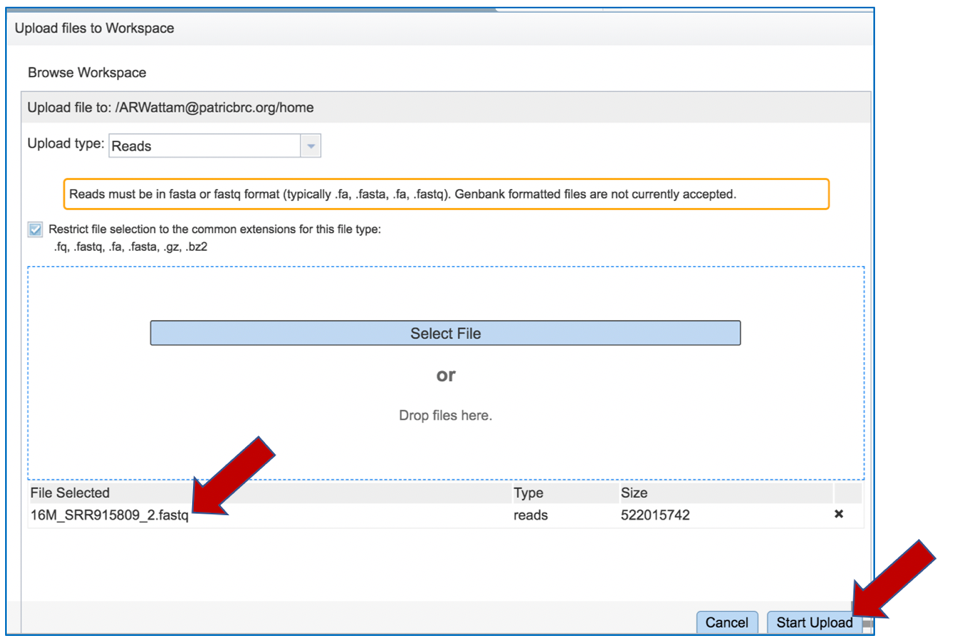 Upload files to Workspace
Browse Workspace
Upload file to: /ARWattam@patricbrc.org/home
Upload type: Reads
Reads must be in fasta or fastq format (typically .fa, .fasta, .fa, .fastq). Genbank formatted files are not currently accepted.
Restrict file selection to the common extensions for this file type:
.fq, .fastq, .fa, .fasta, .gz, .bz2
Select File
or
Drop files here.
File Selected Type Size
16M_SRR915809_2.fastq reads 522015742 ×
Cancel Start Upload